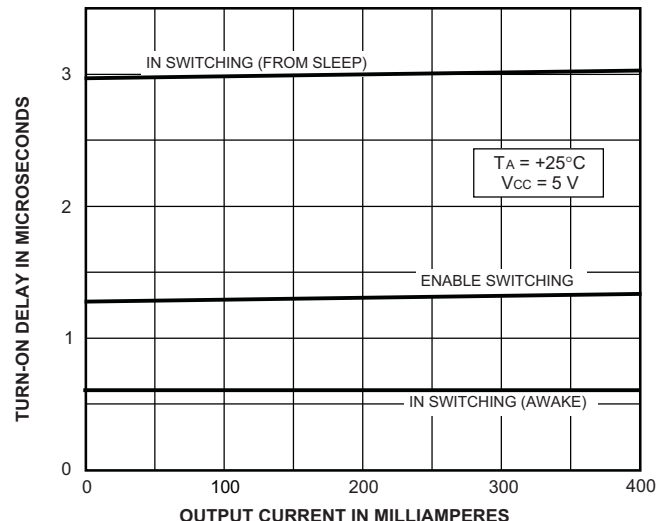 3
IN SWITCHING (FROM SLEEP)
TA = +25°C
VCC = 5 V
2
ENABLE SWITCHING
1
IN SWITCHING (AWAKE)
0
0 100 200 300 400
TURN-ON DELAY IN MICROSECONDS
OUTPUT CURRENT IN MILLIAMPERES